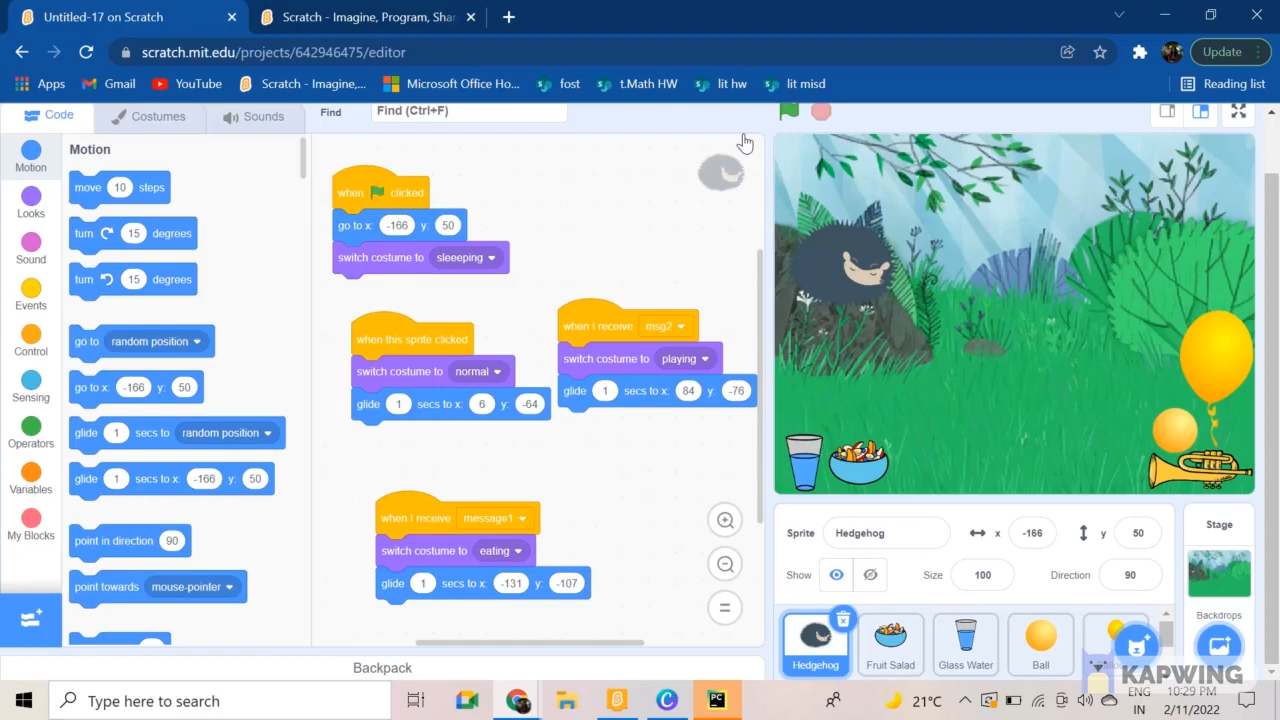 Untitled-17 on Scratch
Scratch - Imagine, Program, Shar
scratch.mit.edu/projects/642946475/editor
Update
Apps
Gmail
YouTube
Scratch - Imagine,...
Microsoft Office Ho...
fost
t.Math HW
lit hw
lit misd
Reading list
Code
Costumes
Sounds
Find
Find (Ctrl+F)
Motion
Looks
Sound
Events
Control
Sensing
Operators
Variables
My Blocks
Motion
move 10 steps
turn 15 degrees
turn 15 degrees
go to random position
go to x: -166 y: 50
glide 1 secs to random position
glide 1 secs to x: -166 y: 50
point in direction 90
point towards mouse-pointer
when clicked
go to x: -166 y: 50
switch costume to sleeeping
when this sprite clicked
switch costume to normal
glide 1 secs to x: 6 y: -64
when I receive msg2
switch costume to playing
glide 1 secs to x: 84 y: -76
when I receive message1
switch costume to eating
glide 1 secs to x: -131 y: -107
Backpack
Sprite Hedgehog x -166 y 50
Show Size 100 Direction 90
Hedgehog
Fruit Salad
Glass Water
Ball
Stage
Backdrops
KAPWING
Type here to search
PC
21°C
ENG
IN
10:29 PM
2/11/2022